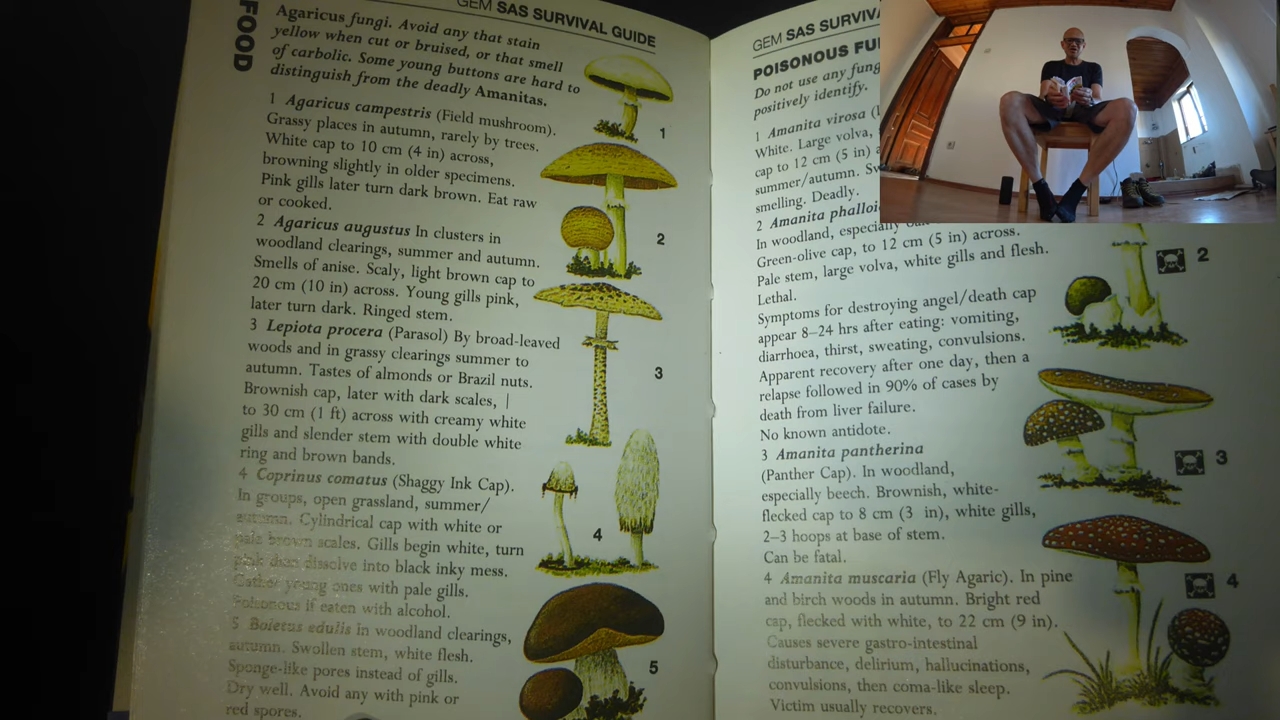 FOOD
GEM SAS SURVIVAL GUIDE
Agaricus fungi. Avoid any that stain
yellow when cut or bruised, or that smell
of carbolic. Some young buttons are hard to
distinguish from the deadly Amanitas.
1 Agaricus campestris (Field mushroom).
Grassy places in autumn, rarely by trees.
White cap to 10 cm (4 in) across,
browning slightly in older specimens.
Pink gills later turn dark brown. Eat raw
or cooked.
2 Agaricus augustus In clusters in
woodland clearings, summer and autumn.
Smells of anise. Scaly, light brown cap to
20 cm (10 in) across. Young gills pink,
later turn dark. Ringed stem.
3 Lepiota procera (Parasol) By broad-leaved
woods and in grassy clearings summer to
autumn. Tastes of almonds or Brazil nuts.
Brownish cap, later with dark scales,
to 30 cm (1 ft) across with creamy white
gills and slender stem with double white
ring and brown bands.
4 Coprinus comatus (Shaggy Ink Cap).
In groups, open grassland, summer/
autumn. Cylindrical cap with white or
pale brown scales. Gills begin white, turn
pink then dissolve into black inky mess.
Gather young ones with pale gills.
Poisonous if eaten with alcohol.
5 Boletus edulis In woodland clearings,
autumn. Swollen stem, white flesh.
Sponge-like pores instead of gills.
Dry well. Avoid any with pink or
red spores.
1
2
3
4
5
GEM SAS SURVIVA
POISONOUS FU
Do not use any fung
positively identify.
1 Amanita virosa
White. Large volva,
cap to 12 cm (5 in)
summer/autumn.
smelling. Deadly.
2 Amanita phalloi
In woodland, especially
Green-olive cap, to 12 cm (5 in) across.
Pale stem, large volva, white gills and flesh.
Lethal.
Symptoms for destroying angel/death cap
appear 8–24 hrs after eating: vomiting,
diarrhoea, thirst, sweating, convulsions.
Apparent recovery after one day, then a
relapse followed in 90% of cases by
death from liver failure.
No known antidote.
3 Amanita pantherina
(Panther Cap). In woodland,
especially beech. Brownish, white-
flecked cap to 8 cm (3 in), white gills,
2–3 hoops at base of stem.
Can be fatal.
4 Amanita muscaria (Fly Agaric). In pine
and birch woods in autumn. Bright red
cap, flecked with white, to 22 cm (9 in).
Causes severe gastro-intestinal
disturbance, delirium, hallucinations,
convulsions, then coma-like sleep.
Victim usually recovers.
2
3
4